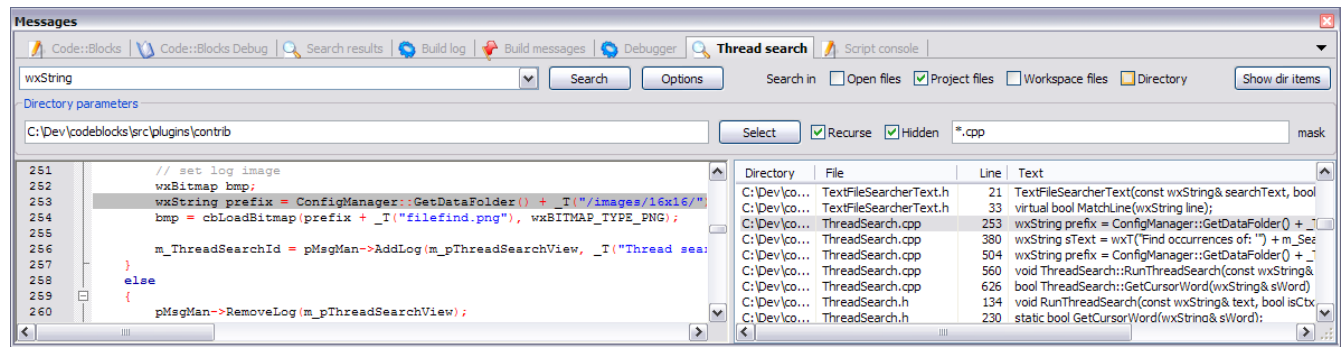 Messages
Code::Blocks Code::Blocks Debug Search results Build log Build messages Debugger Thread search Script console
wxString Search Options Search in Open files Project files Workspace files Directory Show dir items
Directory parameters
C:\Dev\codeblocks\src\plugins\contrib Select Recurse Hidden *.cpp mask
251 // set log image
252 wxBitmap bmp;
253 wxString prefix = ConfigManager::GetDataFolder() + _T("/images/16x16/")
254 bmp = cbLoadBitmap(prefix + _T("filefind.png"), wxBITMAP_TYPE_PNG);
255
256 m_ThreadSearchId = pMsgMan->AddLog(m_pThreadSearchView, _T("Thread sea
257 }
258 else
259 {
260 pMsgMan->RemoveLog(m_pThreadSearchView);
Directory File Line Text
C:\Dev\co... TextFileSearcherText.h 21 TextFileSearcherText(const wxString& searchText, bool
C:\Dev\co... TextFileSearcherText.h 33 virtual bool MatchLine(wxString line);
C:\Dev\co... ThreadSearch.cpp 253 wxString prefix = ConfigManager::GetDataFolder() + _T
C:\Dev\co... ThreadSearch.cpp 380 wxString sText = wxT("Find occurrences of: '") + m_Sea
C:\Dev\co... ThreadSearch.cpp 504 wxString prefix = ConfigManager::GetDataFolder() + _T
C:\Dev\co... ThreadSearch.cpp 560 void ThreadSearch::RunThreadSearch(const wxString&
C:\Dev\co... ThreadSearch.cpp 626 bool ThreadSearch::GetCursorWord(wxString& sWord)
C:\Dev\co... ThreadSearch.h 134 void RunThreadSearch(const wxString& text, bool isCtx
C:\Dev\co... ThreadSearch.h 230 static bool GetCursorWord(wxString& sWord);